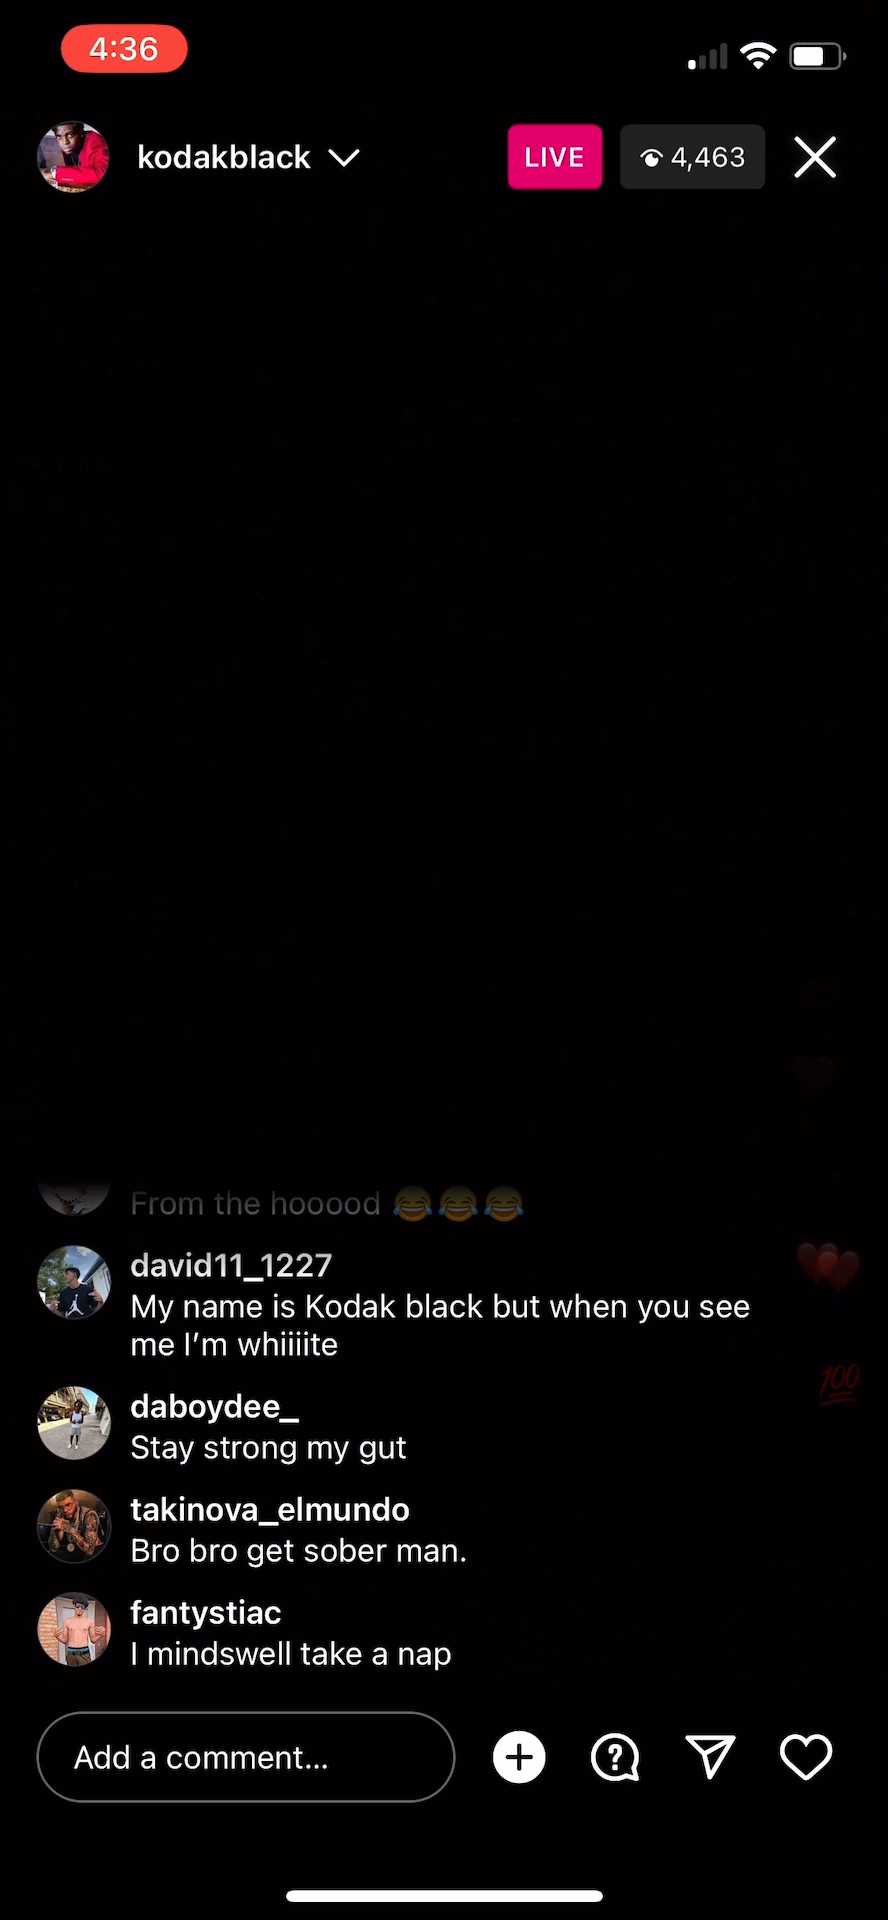 4:36
kodakblack
LIVE
4,463
From the hooood 😂😂😂
david11_1227
My name is Kodak black but when you see
me I'm whiiiite
💯
daboydee_
Stay strong my gut
takinova_elmundo
Bro bro get sober man.
fantystiac
I mindswell take a nap
Add a comment...